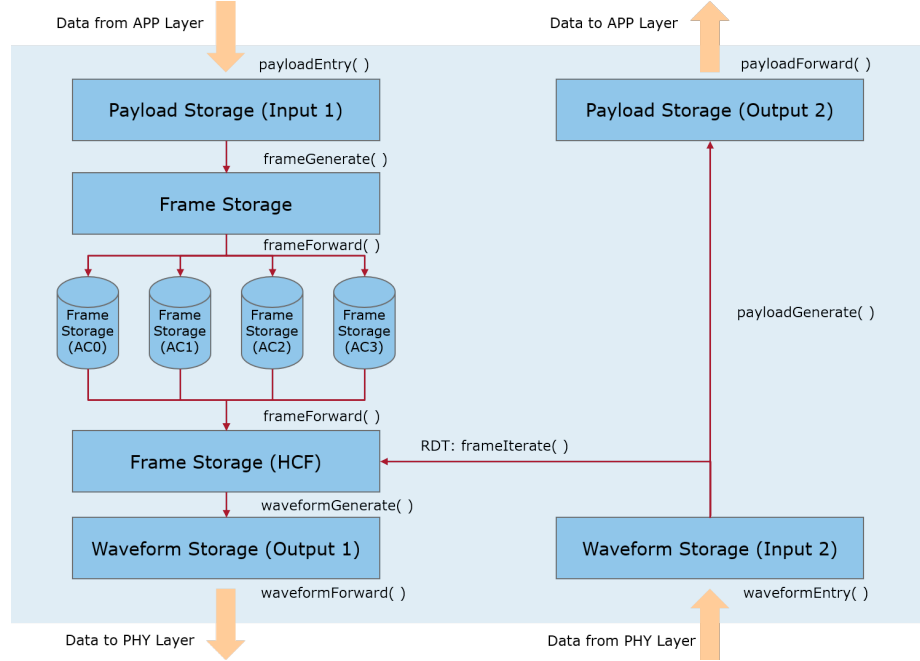 Data from APP Layer
Data to APP Layer
payloadEntry( )
payloadForward( )
Payload Storage (Input 1)
Payload Storage (Output 2)
frameGenerate( )
Frame Storage
frameForward( )
Frame
Storage
(AC0)
Frame
Storage
(AC1)
Frame
Storage
(AC2)
Frame
Storage
(AC3)
payloadGenerate( )
frameForward( )
RDT: frameIterate( )
Frame Storage (HCF)
waveformGenerate( )
Waveform Storage (Output 1)
Waveform Storage (Input 2)
waveformForward( )
waveformEntry( )
Data to PHY Layer
Data from PHY Layer